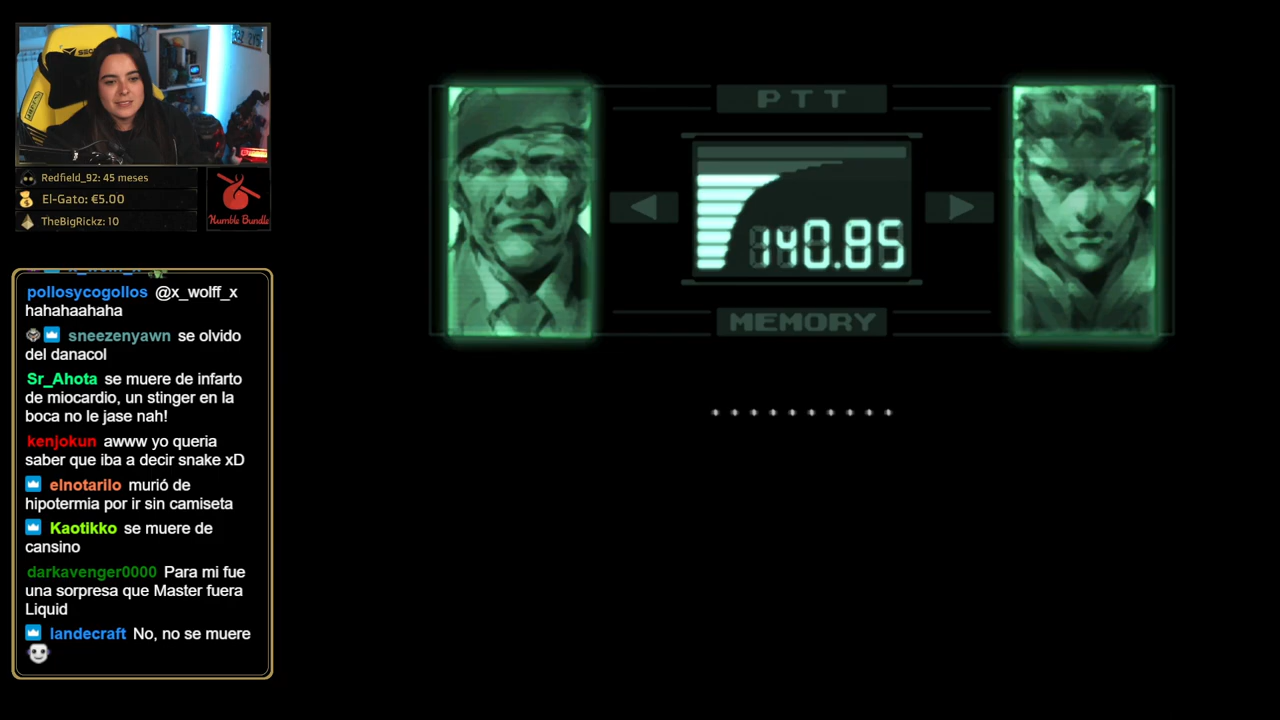 Redfield_92: 45 meses
El-Gato: €5.00
TheBigRickz: 10
Humble Bundle
pollosycogollos @x_wolff_x
hahahaahaha
sneezenyawn se olvido
del danacol
Sr_Ahota se muere de infarto
de miocardio, un stinger en la
boca no le jase nah!
kenjokun awww yo queria
saber que iba a decir snake xD
elnotarilo murió de
hipotermia por ir sin camiseta
Kaotikko se muere de
cansino
darkavenger0000 Para mi fue
una sorpresa que Master fuera
Liquid
landecraft No, no se muere
PTT
140.85
MEMORY
..........